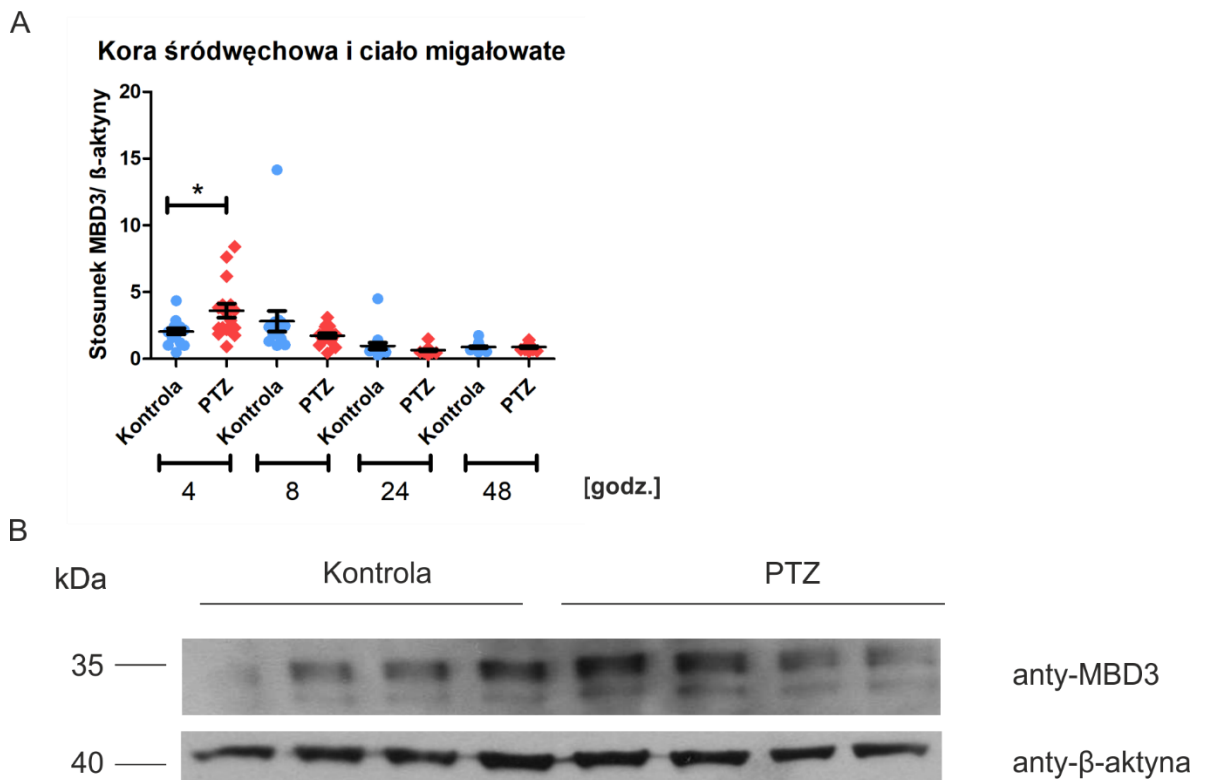 A
Kora śródwęchowa i ciało migałowate
Stosunek MBD3/ ß-aktyny
20
15
10
5
0
*
Kontrola PTZ Kontrola PTZ Kontrola PTZ Kontrola PTZ
4 8 24 48 [godz.]
B
kDa Kontrola PTZ
35 anty-MBD3
40 anty-β-aktyna